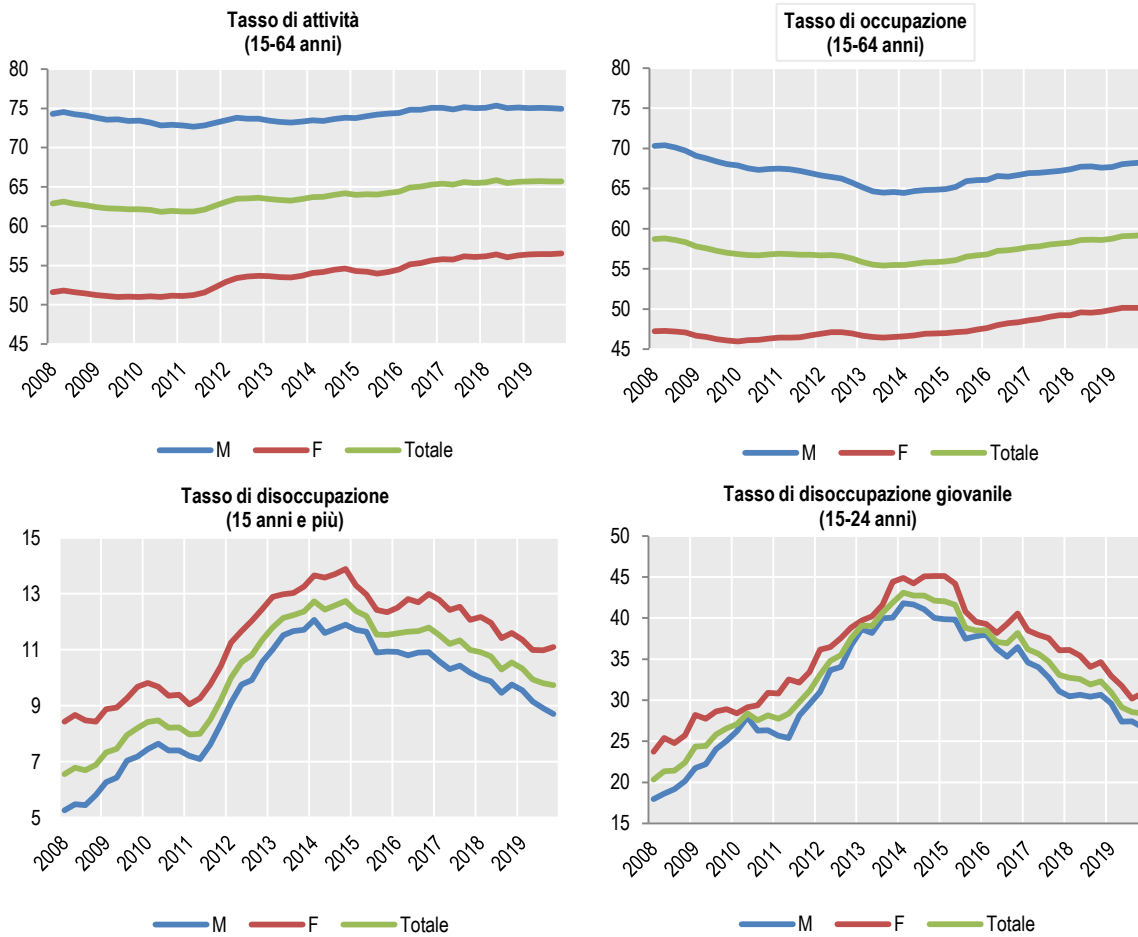 Tasso di attività
(15-64 anni)
80
75
70
65
60
55
50
45
2008 2009 2010 2011 2012 2013 2014 2015 2016 2017 2018 2019
M F Totale
Tasso di occupazione
(15-64 anni)
80
75
70
65
60
55
50
45
2008 2009 2010 2011 2012 2013 2014 2015 2016 2017 2018 2019
M F Totale
Tasso di disoccupazione
(15 anni e più)
15
13
11
9
7
5
2008 2009 2010 2011 2012 2013 2014 2015 2016 2017 2018 2019
M F Totale
Tasso di disoccupazione giovanile
(15-24 anni)
50
45
40
35
30
25
20
15
2008 2009 2010 2011 2012 2013 2014 2015 2016 2017 2018 2019
M F Totale